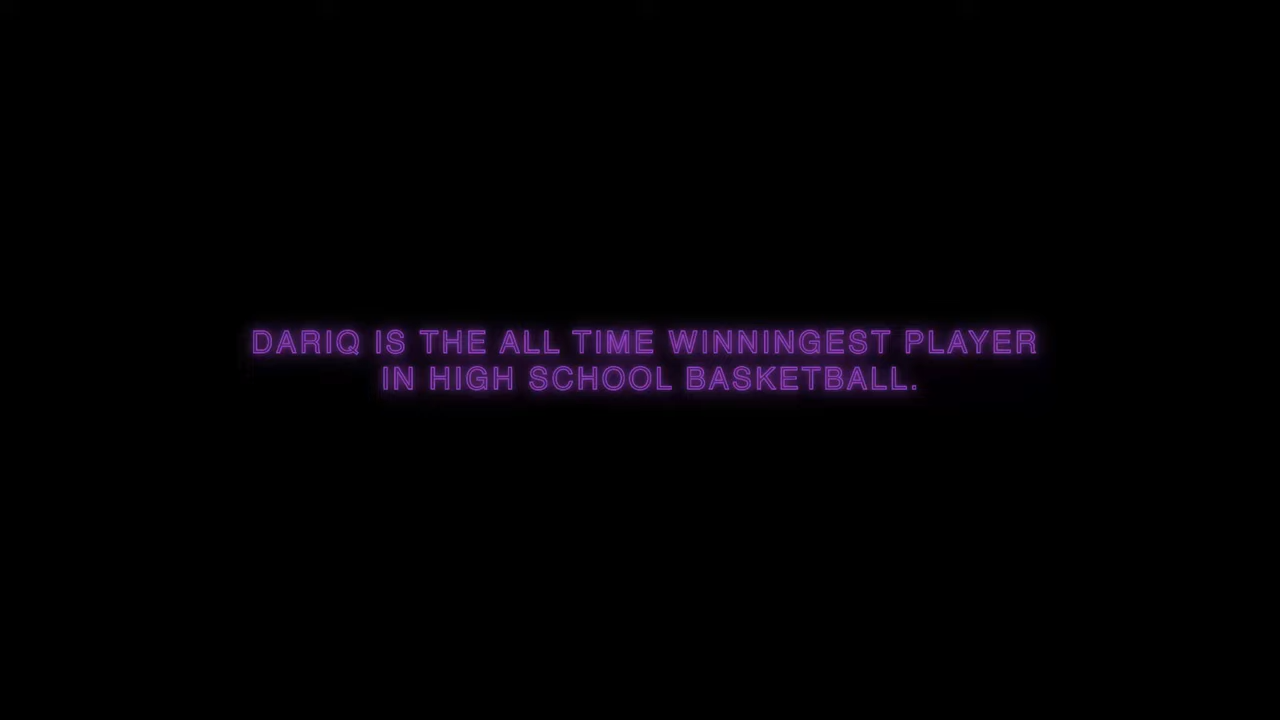 DARIQ IS THE ALL TIME WINNINGEST PLAYER
IN HIGH SCHOOL BASKETBALL.